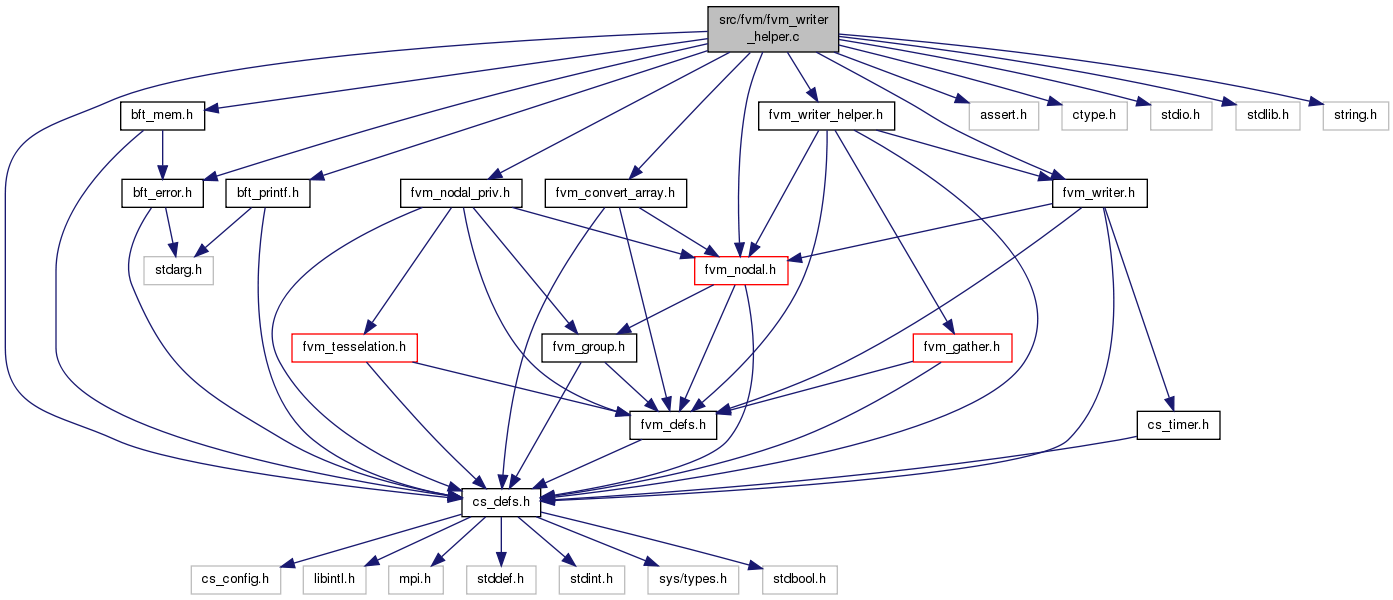 src/fvm/fvm_writer
_helper.c
bft_mem.h
fvm_writer_helper.h
assert.h
ctype.h
stdio.h
stdlib.h
string.h
bft_error.h
bft_printf.h
fvm_nodal_priv.h
fvm_convert_array.h
fvm_writer.h
stdarg.h
fvm_nodal.h
fvm_tesselation.h
fvm_group.h
fvm_gather.h
fvm_defs.h
cs_timer.h
cs_defs.h
cs_config.h
libintl.h
mpi.h
stddef.h
stdint.h
sys/types.h
stdbool.h